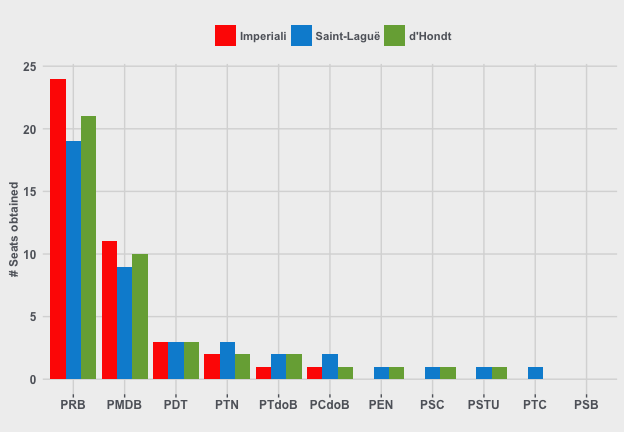 Imperiali Saint-Laguë d'Hondt
25
20
15
10
5
0
# Seats obtained
PRB PMDB PDT PTN PTdoB PCdoB PEN PSC PSTU PTC PSB